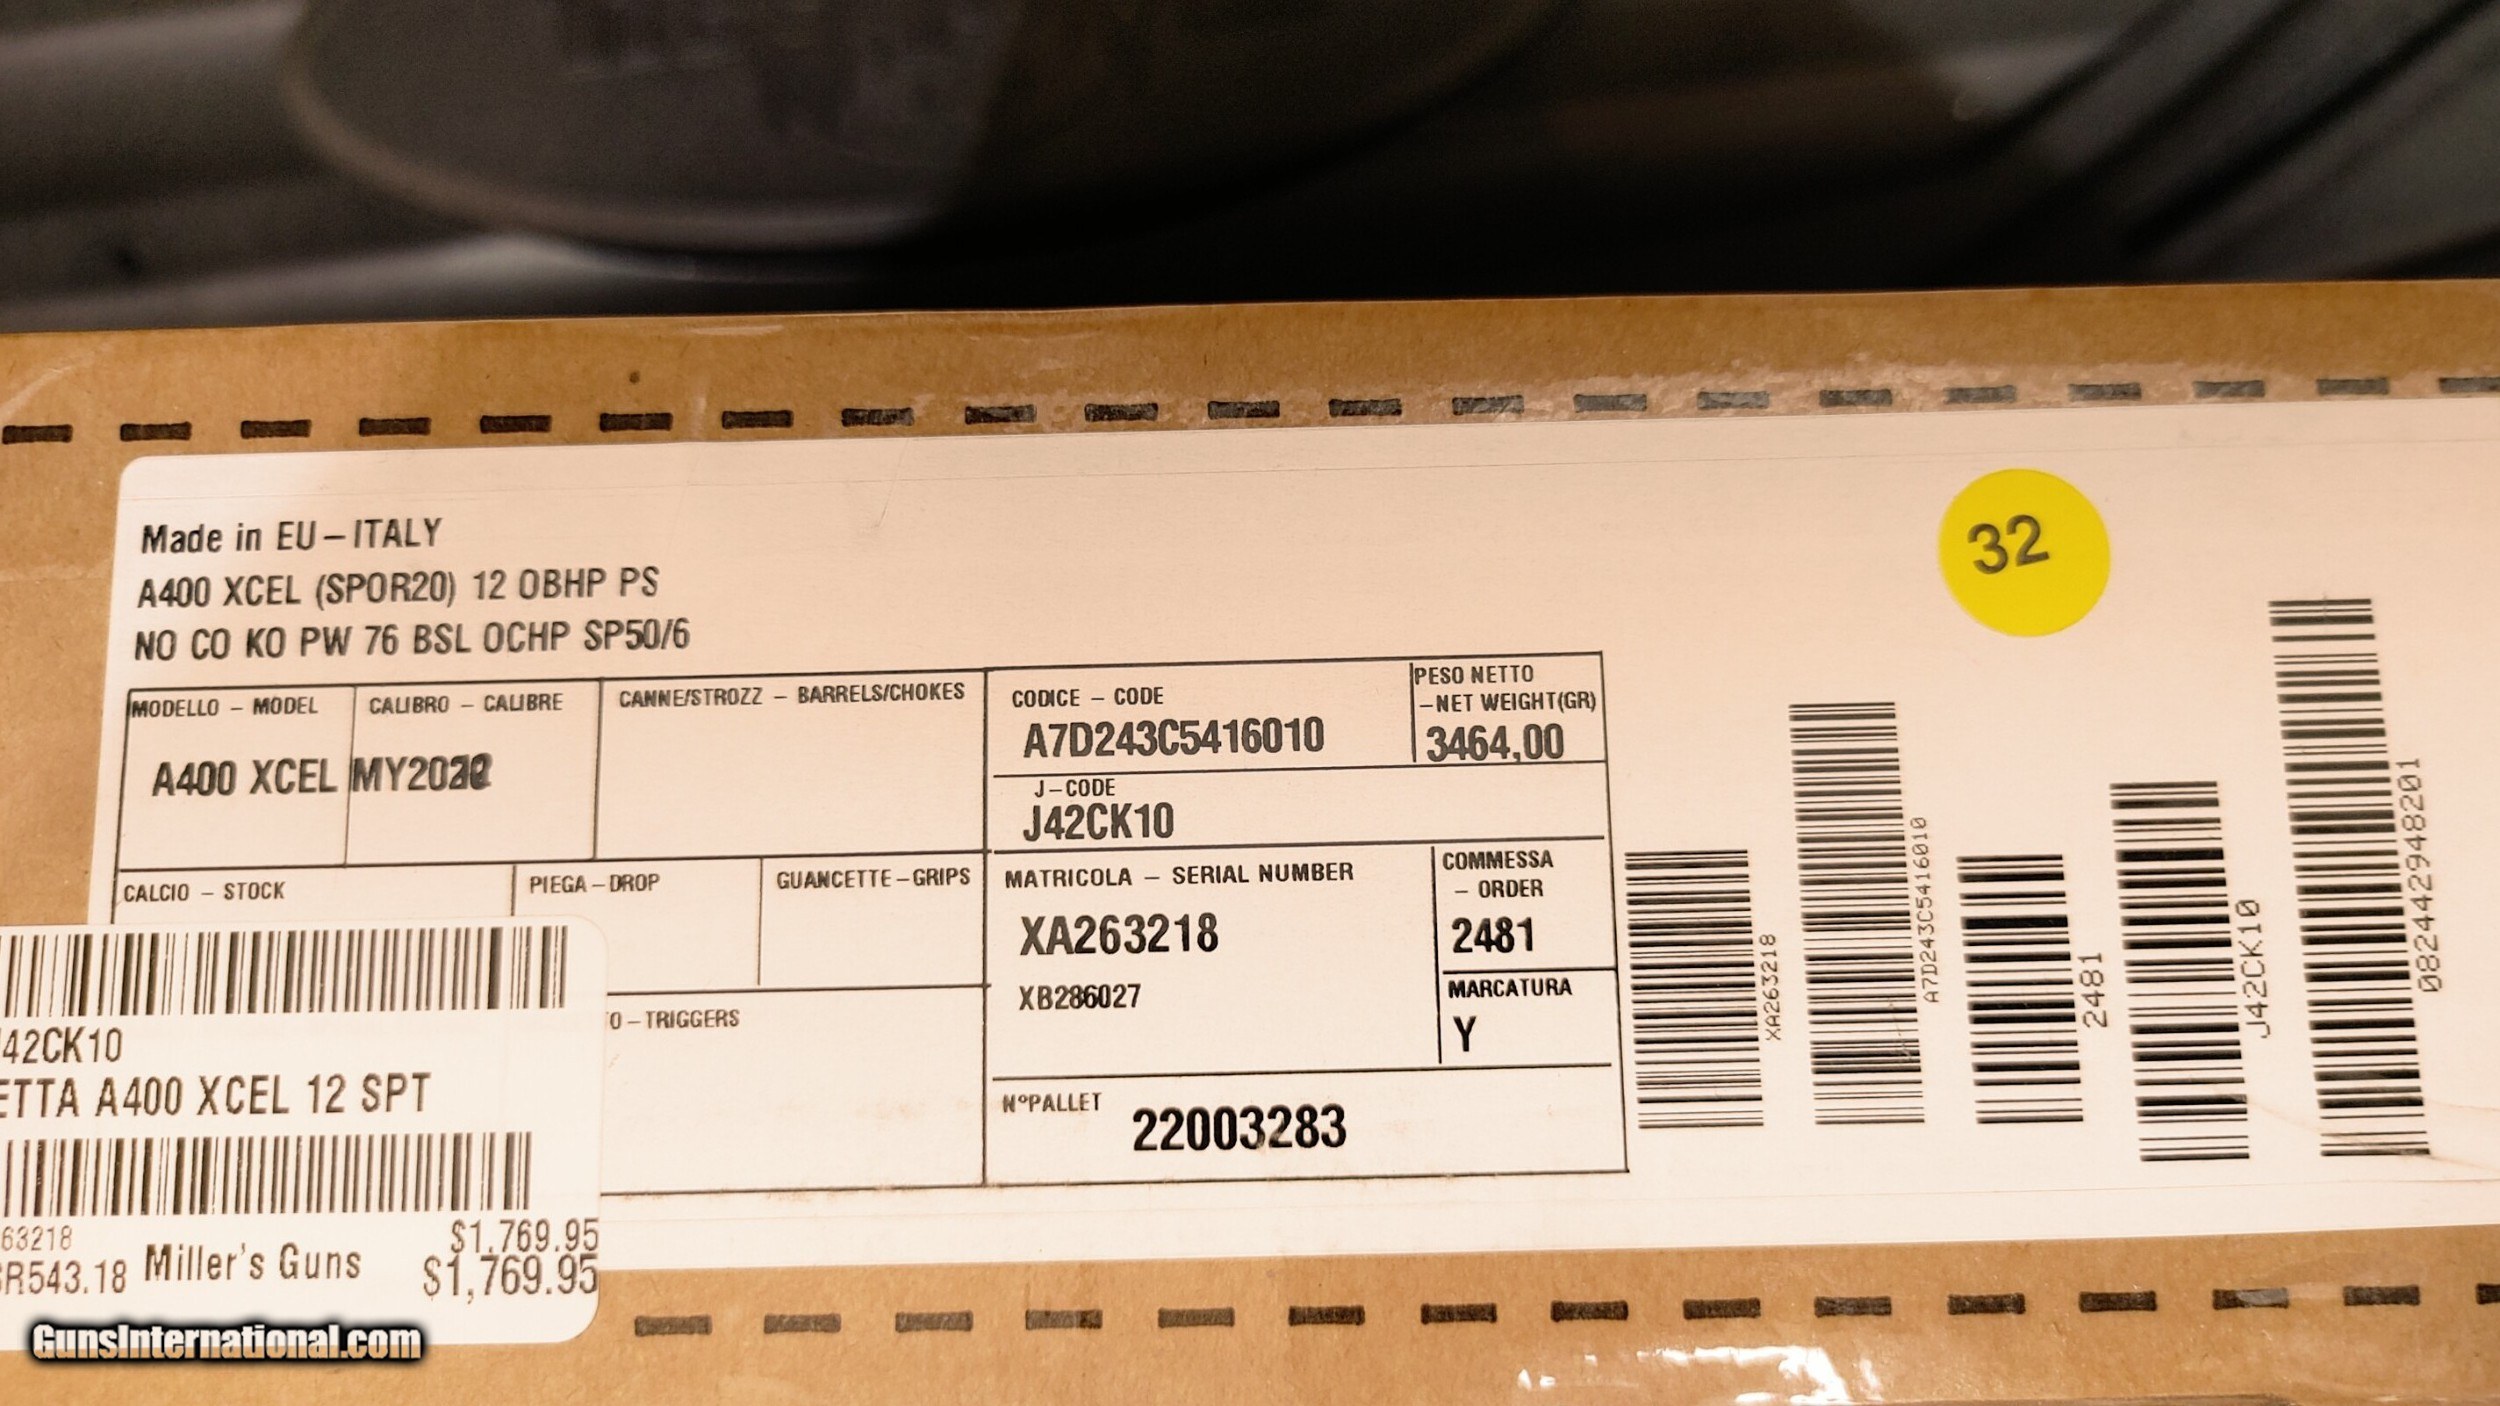 32
Made in EU-ITALY
A400 XCEL (SPOR20) 12 OBHP PS
NO CO KO PW 76 BSL OCHP SP50/6
MODELLO - MODEL
A400 XCEL
CALIBRO - CALIBRE
CANNE/STROZZ - BARRELS/CHOKES
CODICE - CODE
A7D243C5416010
PESO NETTO
-NET WEIGHT(GR)
3464,00
J-CODE
J42CK10
CALCIO - STOCK
PIEGA-DROP
GUANCETTE-GRIPS
MATRICOLA - SERIAL NUMBER
XA263218
XB286027
COMMESSA
- ORDER
2481
MARCATURA
Y
O-TRIGGERS
N°PALLET
22003283
XA263218
A7D243C5416010
2481
J42CK10
082442948201
42CK10
ETTA A400 XCEL 12 SPT
63218
$1,769.95
R543.18 Miller's Guns
$1,769.95
GunsInternational.com